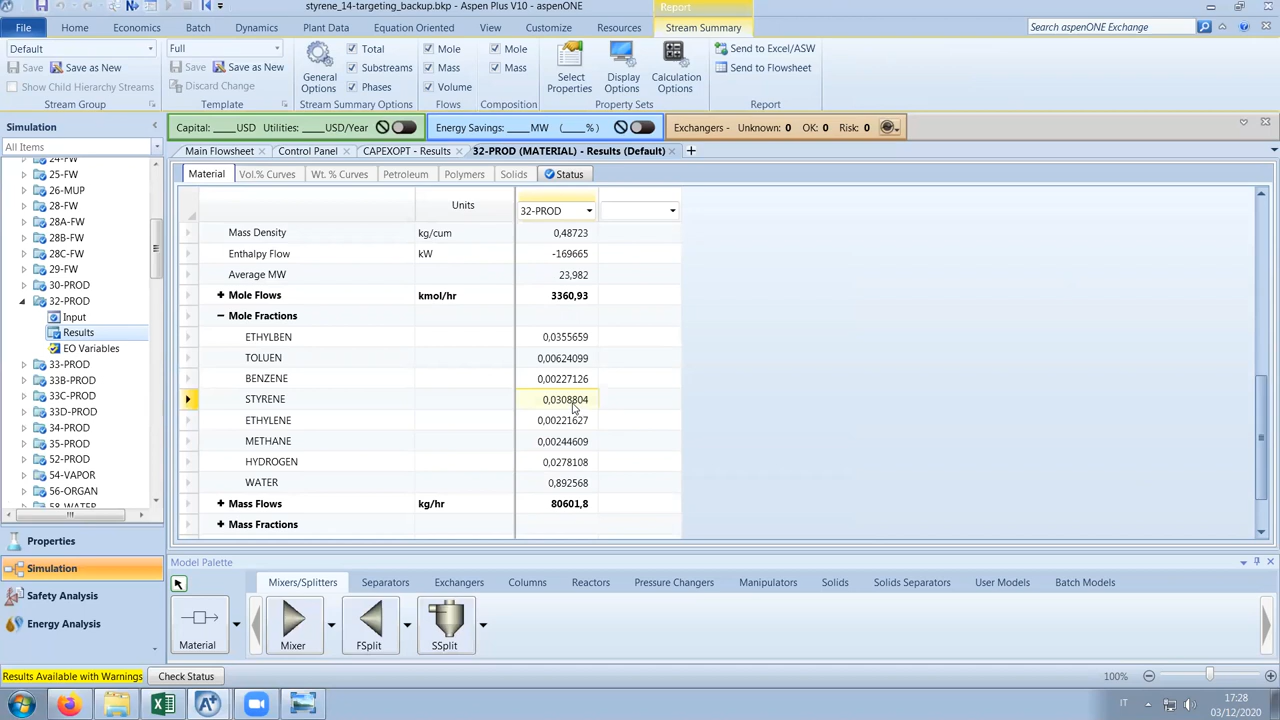 styrene_14-targeting_backup.bkp - Aspen Plus V10 - aspenONE
Report
File Home Economics Batch Dynamics Plant Data Equation Oriented View Customize Resources Stream Summary Search aspenONE Exchange
Default
Save Save as New
Show Child Hierarchy Streams
Stream Group
Full
Save Save as New
Discard Change
Template
General Options
Total
Substreams
Phases
Stream Summary Options
Mole
Mass
Volume
Flows
Mole
Mass
Composition
Select Properties
Display Options
Calculation Options
Property Sets
Send to Excel/ASW
Send to Flowsheet
Report
Simulation
Capital: ____USD Utilities: ____USD/Year
Energy Savings: ____MW (____%)
Exchangers - Unknown: 0 OK: 0 Risk: 0
All Items
Main Flowsheet Control Panel CAPEXOPT - Results 32-PROD (MATERIAL) - Results (Default) +
Material Vol.% Curves Wt. % Curves Petroleum Polymers Solids Status
24-FW
25-FW
26-MUP
28-FW
28A-FW
28B-FW
28C-FW
29-FW
30-PROD
32-PROD
Input
Results
EO Variables
33-PROD
33B-PROD
33C-PROD
33D-PROD
34-PROD
35-PROD
52-PROD
54-VAPOR
56-ORGAN
58-WATER
Properties
Simulation
Safety Analysis
Energy Analysis
Units 32-PROD
Mass Density kg/cum 0,48723
Enthalpy Flow kW -169665
Average MW 23,982
+ Mole Flows kmol/hr 3360,93
− Mole Fractions
ETHYLBEN 0,0355659
TOLUEN 0,00624099
BENZENE 0,00227126
STYRENE 0,0308804
ETHYLENE 0,00221627
METHANE 0,00244609
HYDROGEN 0,0278108
WATER 0,892568
+ Mass Flows kg/hr 80601,8
+ Mass Fractions
Model Palette
Mixers/Splitters Separators Exchangers Columns Reactors Pressure Changers Manipulators Solids Solids Separators User Models Batch Models
Material Mixer FSplit SSplit
Results Available with Warnings Check Status 100%
IT 17:28
03/12/2020